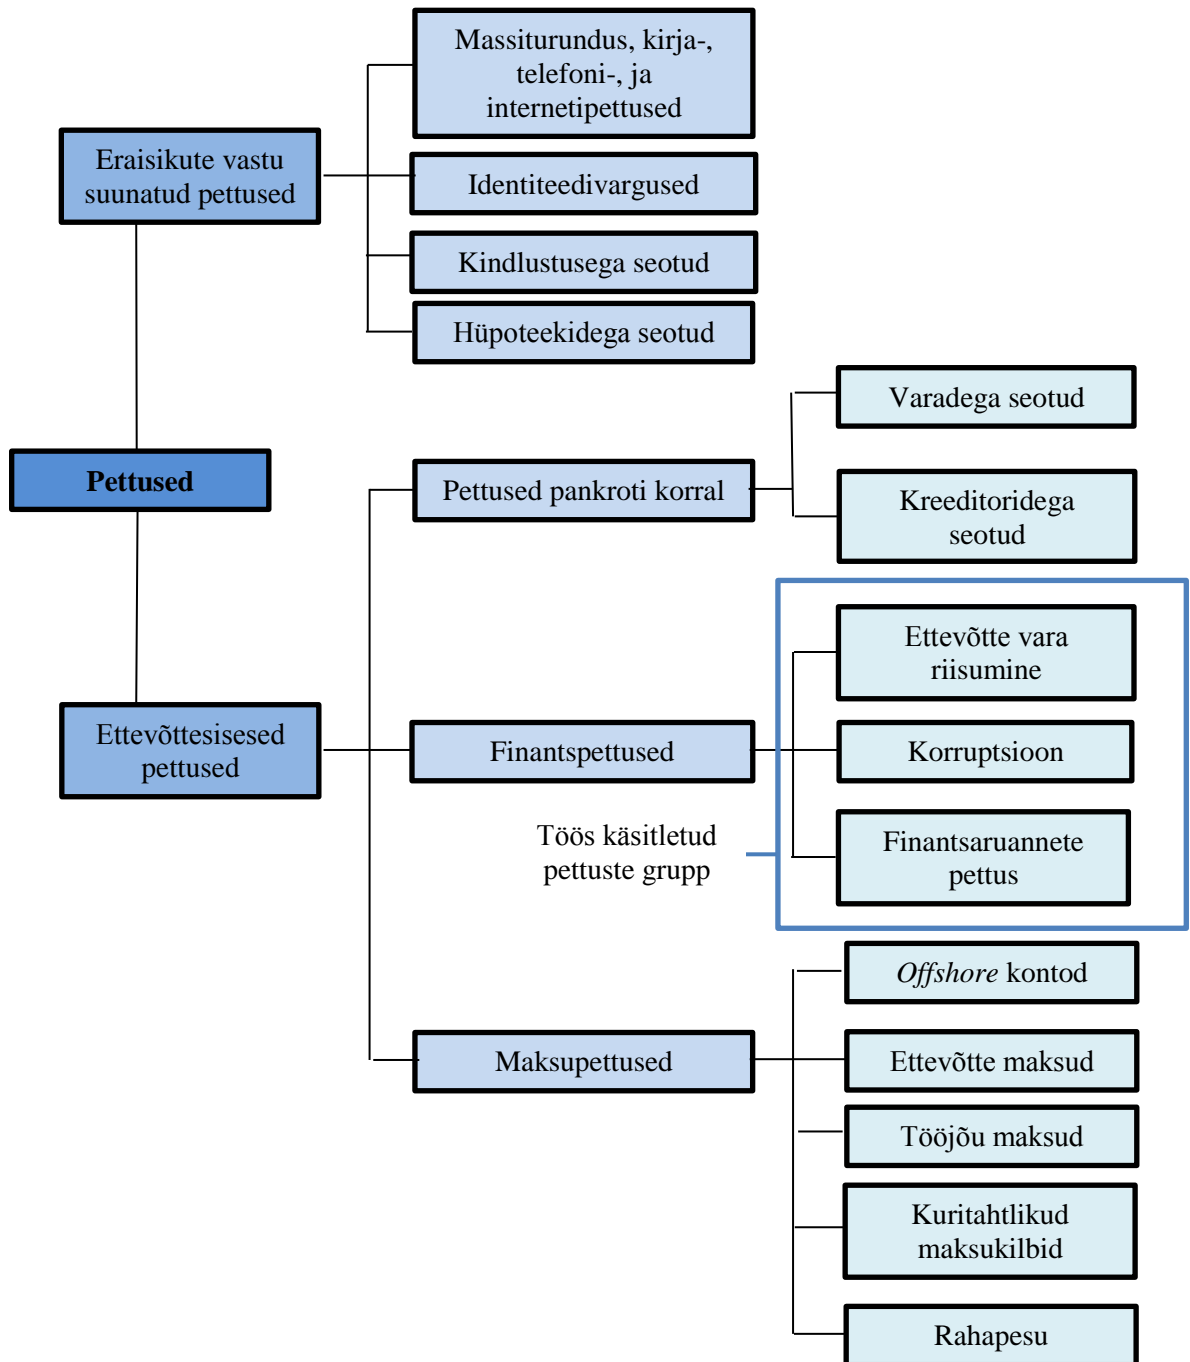 Massiturundus, kirja-,
telefoni-, ja
internetipettused
Eraisikute vastu
suunatud pettused
Identiteedivargused
Kindlustusega seotud
Hüpoteekidega seotud
Varadega seotud
Pettused
Pettused pankroti korral
Kreeditoridega
seotud
Ettevõtte vara
riisumine
Ettevõttesisesed
pettused
Finantspettused
Korruptsioon
Töös käsitletud
pettuste grupp
Finantsaruannete
pettus
Offshore kontod
Maksupettused
Ettevõtte maksud
Tööjõu maksud
Kuritahtlikud
maksukilbid
Rahapesu